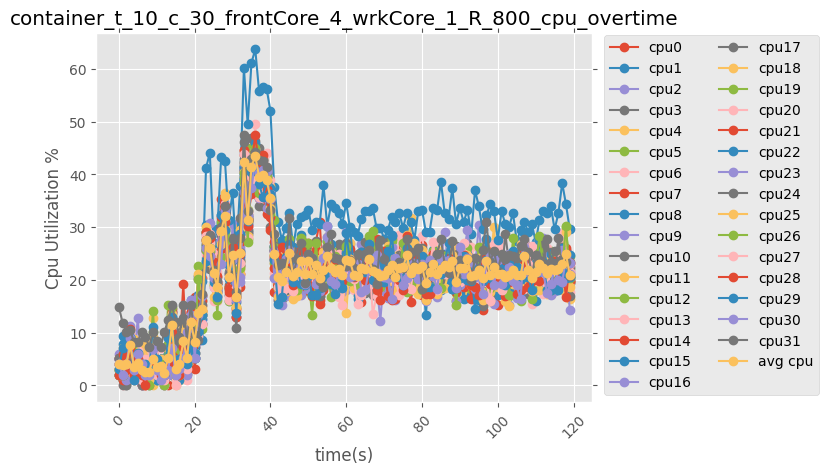 container_t_10_c_30_frontCore_4_wrkCore_1_R_800_cpu_overtime
Cpu Utilization %
60
50
40
30
20
10
0
0
20
40
60
80
100
120
time(s)
cpu0
cpu1
cpu2
cpu3
cpu4
cpu5
cpu6
cpu7
cpu8
cpu9
cpu10
cpu11
cpu12
cpu13
cpu14
cpu15
cpu16
cpu17
cpu18
cpu19
cpu20
cpu21
cpu22
cpu23
cpu24
cpu25
cpu26
cpu27
cpu28
cpu29
cpu30
cpu31
avg cpu